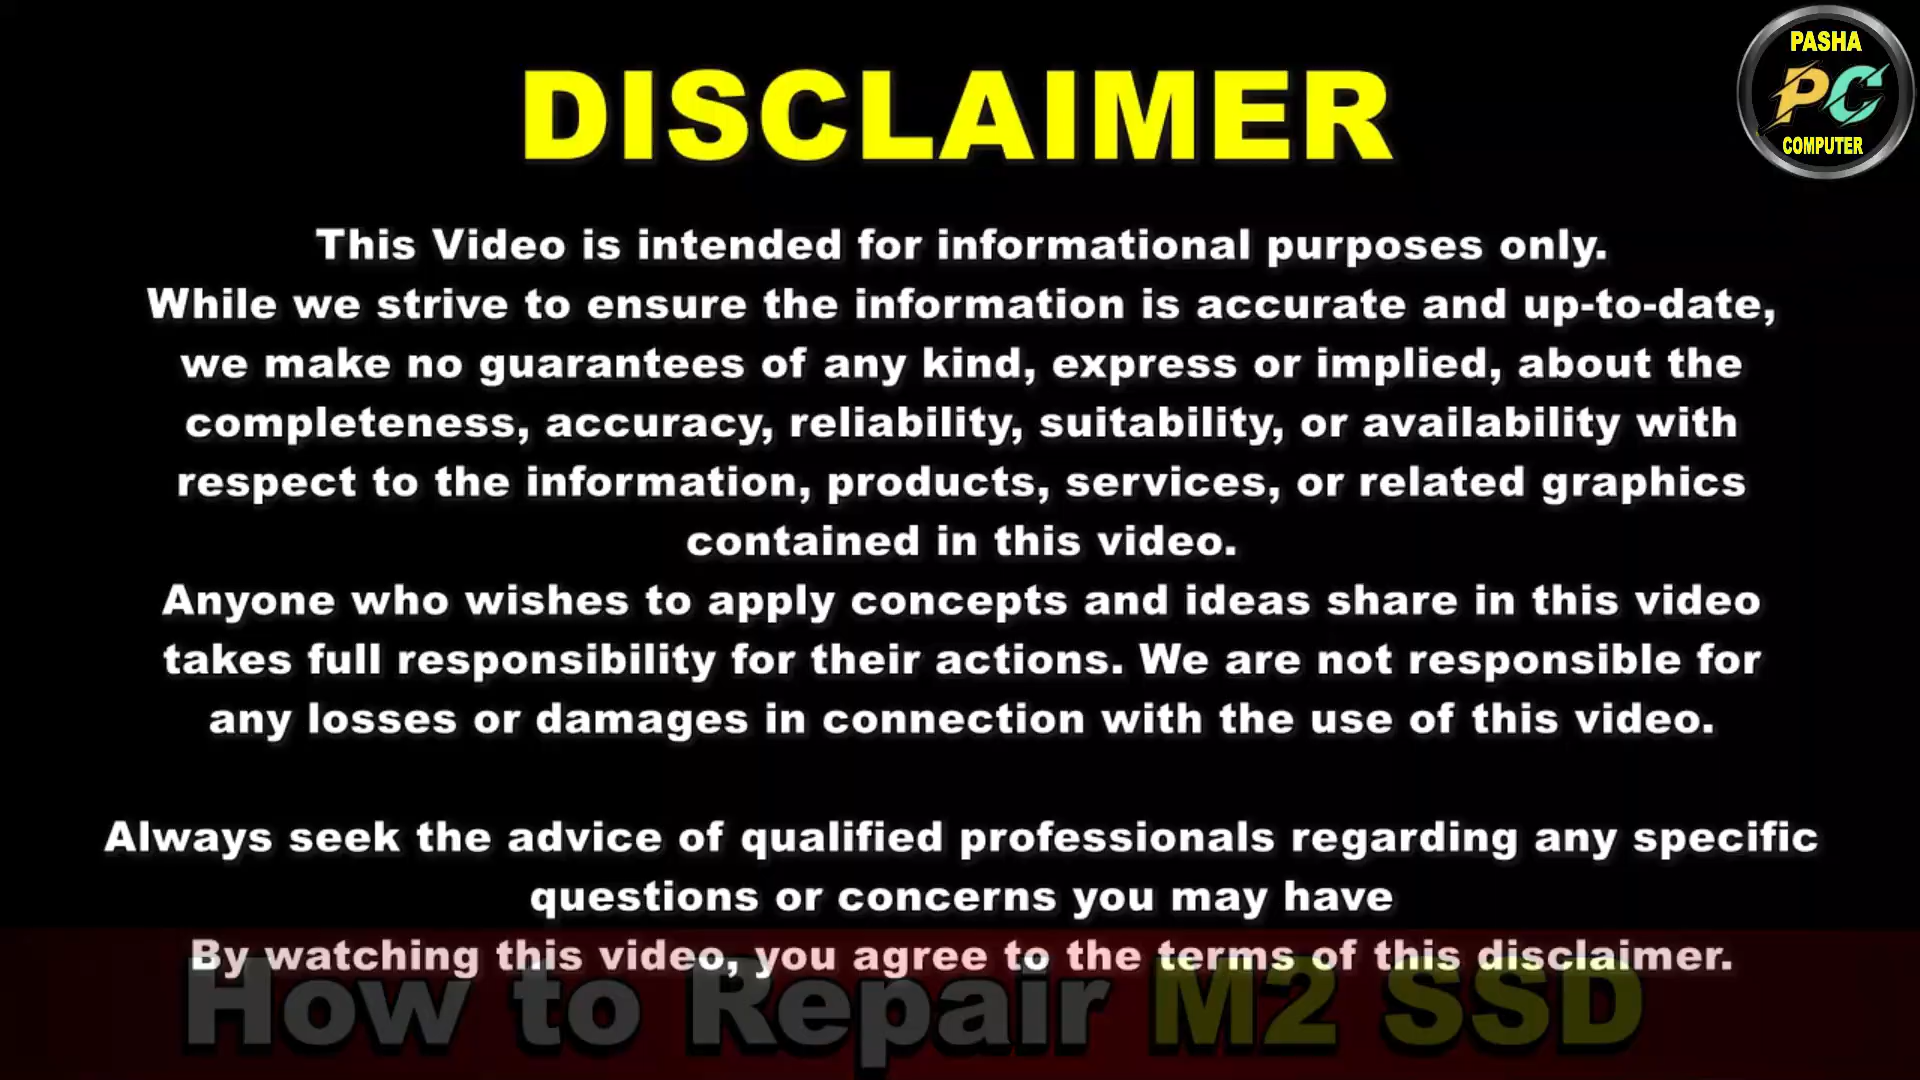 DISCLAIMER
PASHA
PC
COMPUTER
This Video is intended for informational purposes only.
While we strive to ensure the information is accurate and up-to-date,
we make no guarantees of any kind, express or implied, about the
completeness, accuracy, reliability, suitability, or availability with
respect to the information, products, services, or related graphics
contained in this video.
Anyone who wishes to apply concepts and ideas share in this video
takes full responsibility for their actions. We are not responsible for
any losses or damages in connection with the use of this video.
Always seek the advice of qualified professionals regarding any specific
questions or concerns you may have
By watching this video, you agree to the terms of this disclaimer.
How to Repair M2 SSD